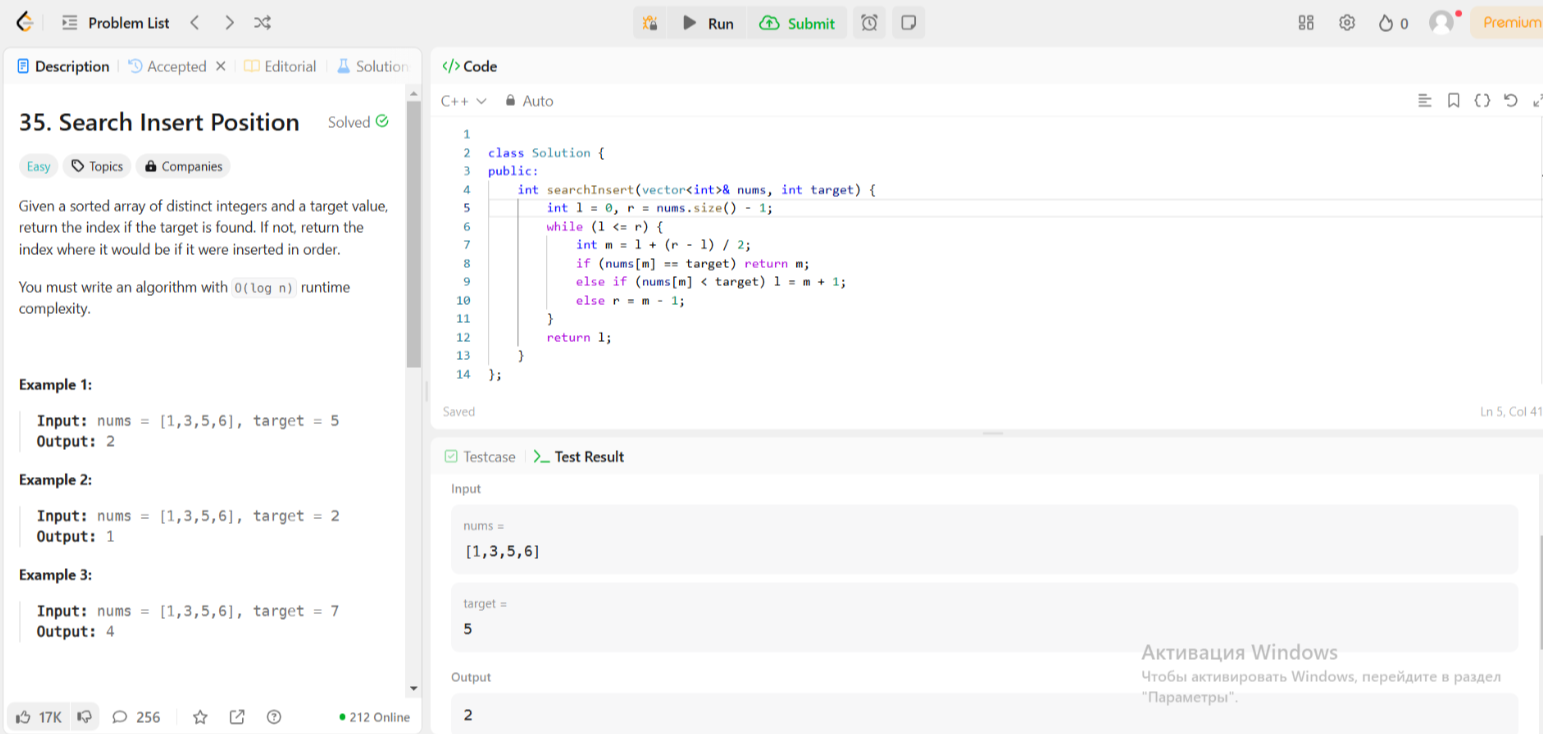 Problem List
Run
Submit
0
Premium
Description
Accepted
Editorial
Solution
35. Search Insert Position
Solved
Easy
Topics
Companies
Given a sorted array of distinct integers and a target value,
return the index if the target is found. If not, return the
index where it would be if it were inserted in order.
You must write an algorithm with O(log n) runtime
complexity.
Example 1:
Input: nums = [1,3,5,6], target = 5
Output: 2
Example 2:
Input: nums = [1,3,5,6], target = 2
Output: 1
Example 3:
Input: nums = [1,3,5,6], target = 7
Output: 4
17K
256
212 Online
</> Code
C++
Auto
1
2 class Solution {
3 public:
4 int searchInsert(vector<int>& nums, int target) {
5 int l = 0, r = nums.size() - 1;
6 while (l <= r) {
7 int m = l + (r - l) / 2;
8 if (nums[m] == target) return m;
9 else if (nums[m] < target) l = m + 1;
10 else r = m - 1;
11 }
12 return l;
13 }
14 };
Saved
Ln 5, Col 41
Testcase
Test Result
Input
nums =
[1,3,5,6]
target =
5
Output
2
Активация Windows
Чтобы активировать Windows, перейдите в раздел
"Параметры".